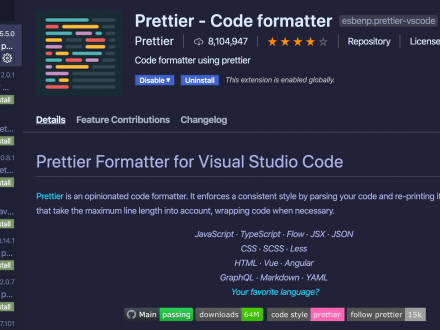 Prettier - Code formatter esbenp.prettier-vscode
Prettier 8,104,947 Repository License
Code formatter using prettier
Disable Uninstall This extension is enabled globally.
Details Feature Contributions Changelog
Prettier Formatter for Visual Studio Code
Prettier is an opinionated code formatter. It enforces a consistent style by parsing your code and re-printing it
that take the maximum line length into account, wrapping code when necessary.
JavaScript · TypeScript · Flow · JSX · JSON
CSS · SCSS · Less
HTML · Vue · Angular
GraphQL · Markdown · YAML
Your favorite language?
Main passing downloads 64M code style prettier follow prettier 15k